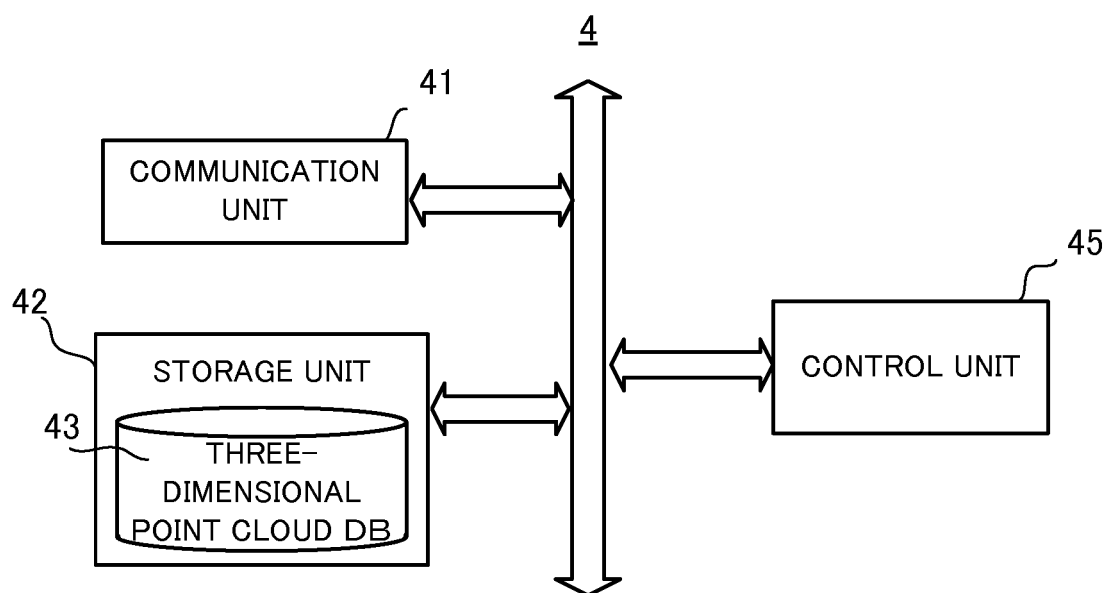 4
41
COMMUNICATION
UNIT
45
CONTROL UNIT
42
STORAGE UNIT
43
THREE-
DIMENSIONAL
POINT CLOUD DB